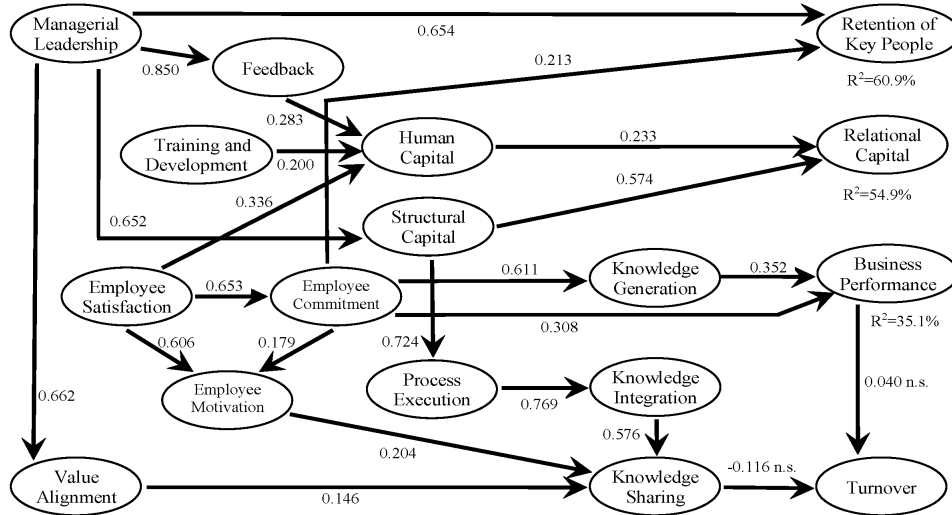 Managerial
Leadership
0.654
Retention of
Key People
R²=60.9%
0.850
Feedback
0.213
0.283
Training and
Development
0.200
Human
Capital
0.233
Relational
Capital
R²=54.9%
0.336
0.574
0.652
Structural
Capital
Employee
Satisfaction
0.653
Employee
Commitment
0.611
Knowledge
Generation
0.352
Business
Performance
R²=35.1%
0.308
0.606
0.179
0.724
Employee
Motivation
Process
Execution
0.769
Knowledge
Integration
0.040 n.s.
0.662
0.576
0.204
Value
Alignment
0.146
Knowledge
Sharing
-0.116 n.s.
Turnover